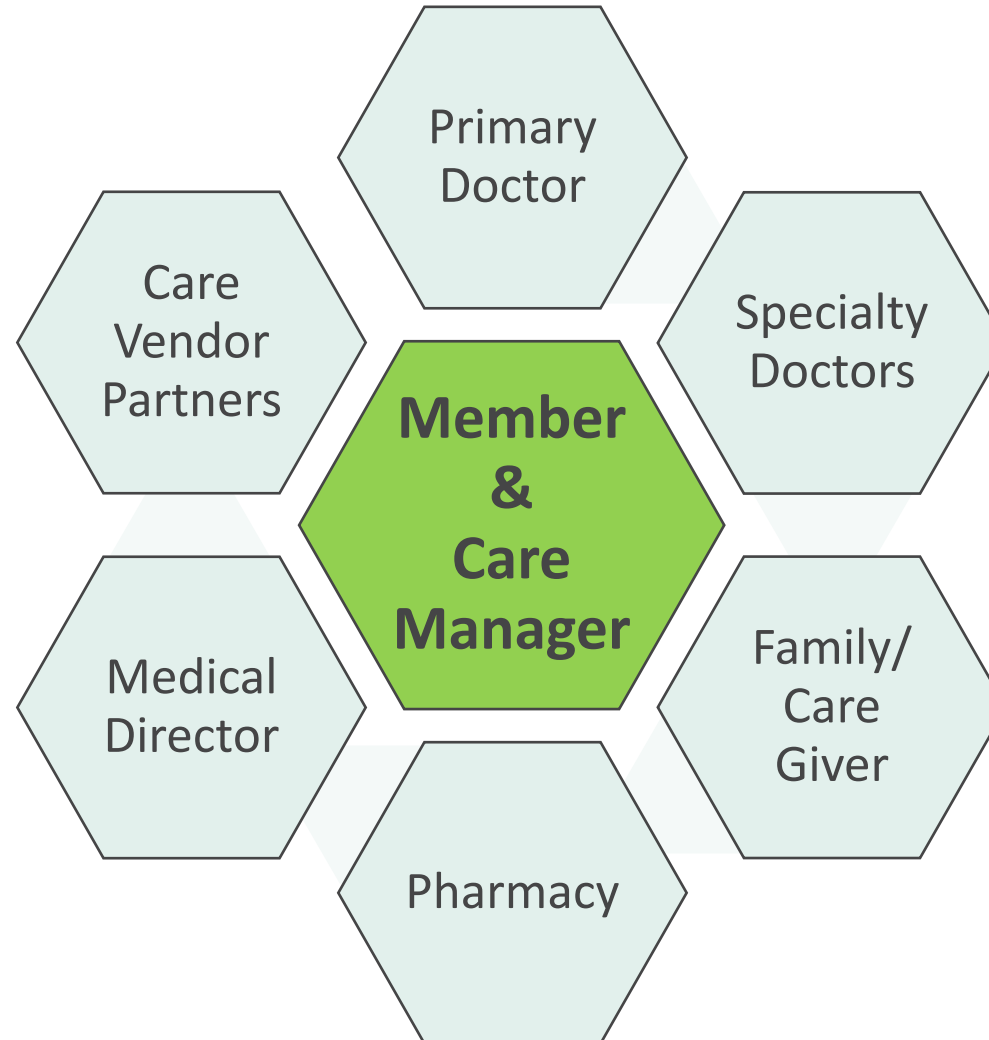 Primary
Doctor
Specialty
Doctors
Family/
Care
Giver
Pharmacy
Medical
Director
Care
Vendor
Partners
Member
&
Care
Manager